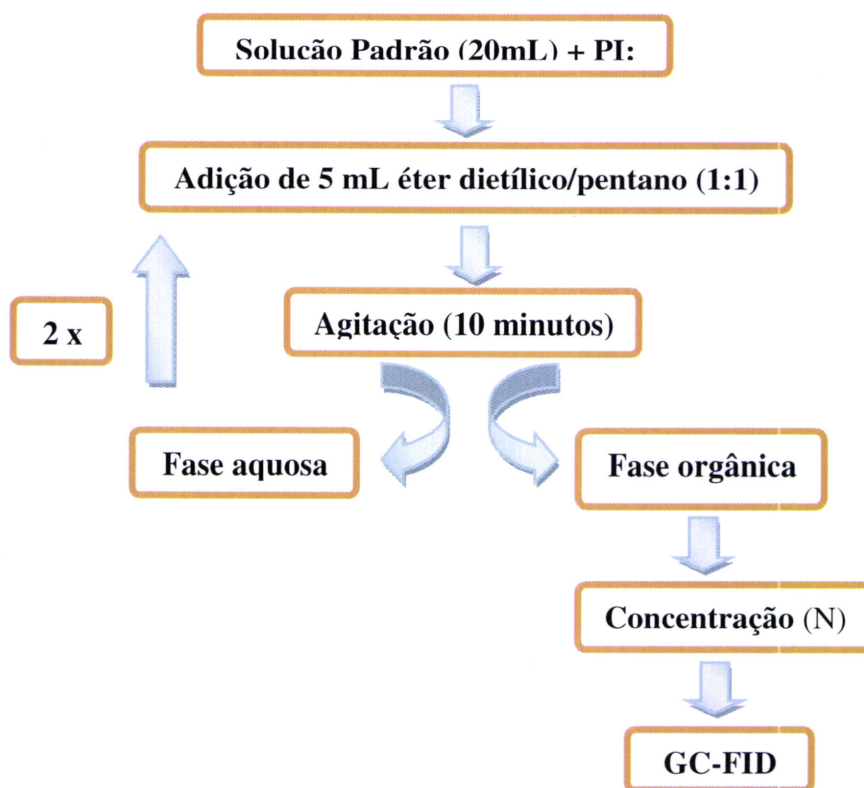 Solucão Padrão (20mL) + PI:
Adição de 5 mL éter dietílico/pentano (1:1)
2 x
Agitação (10 minutos)
Fase aquosa
Fase orgânica
Concentração (N)
GC-FID